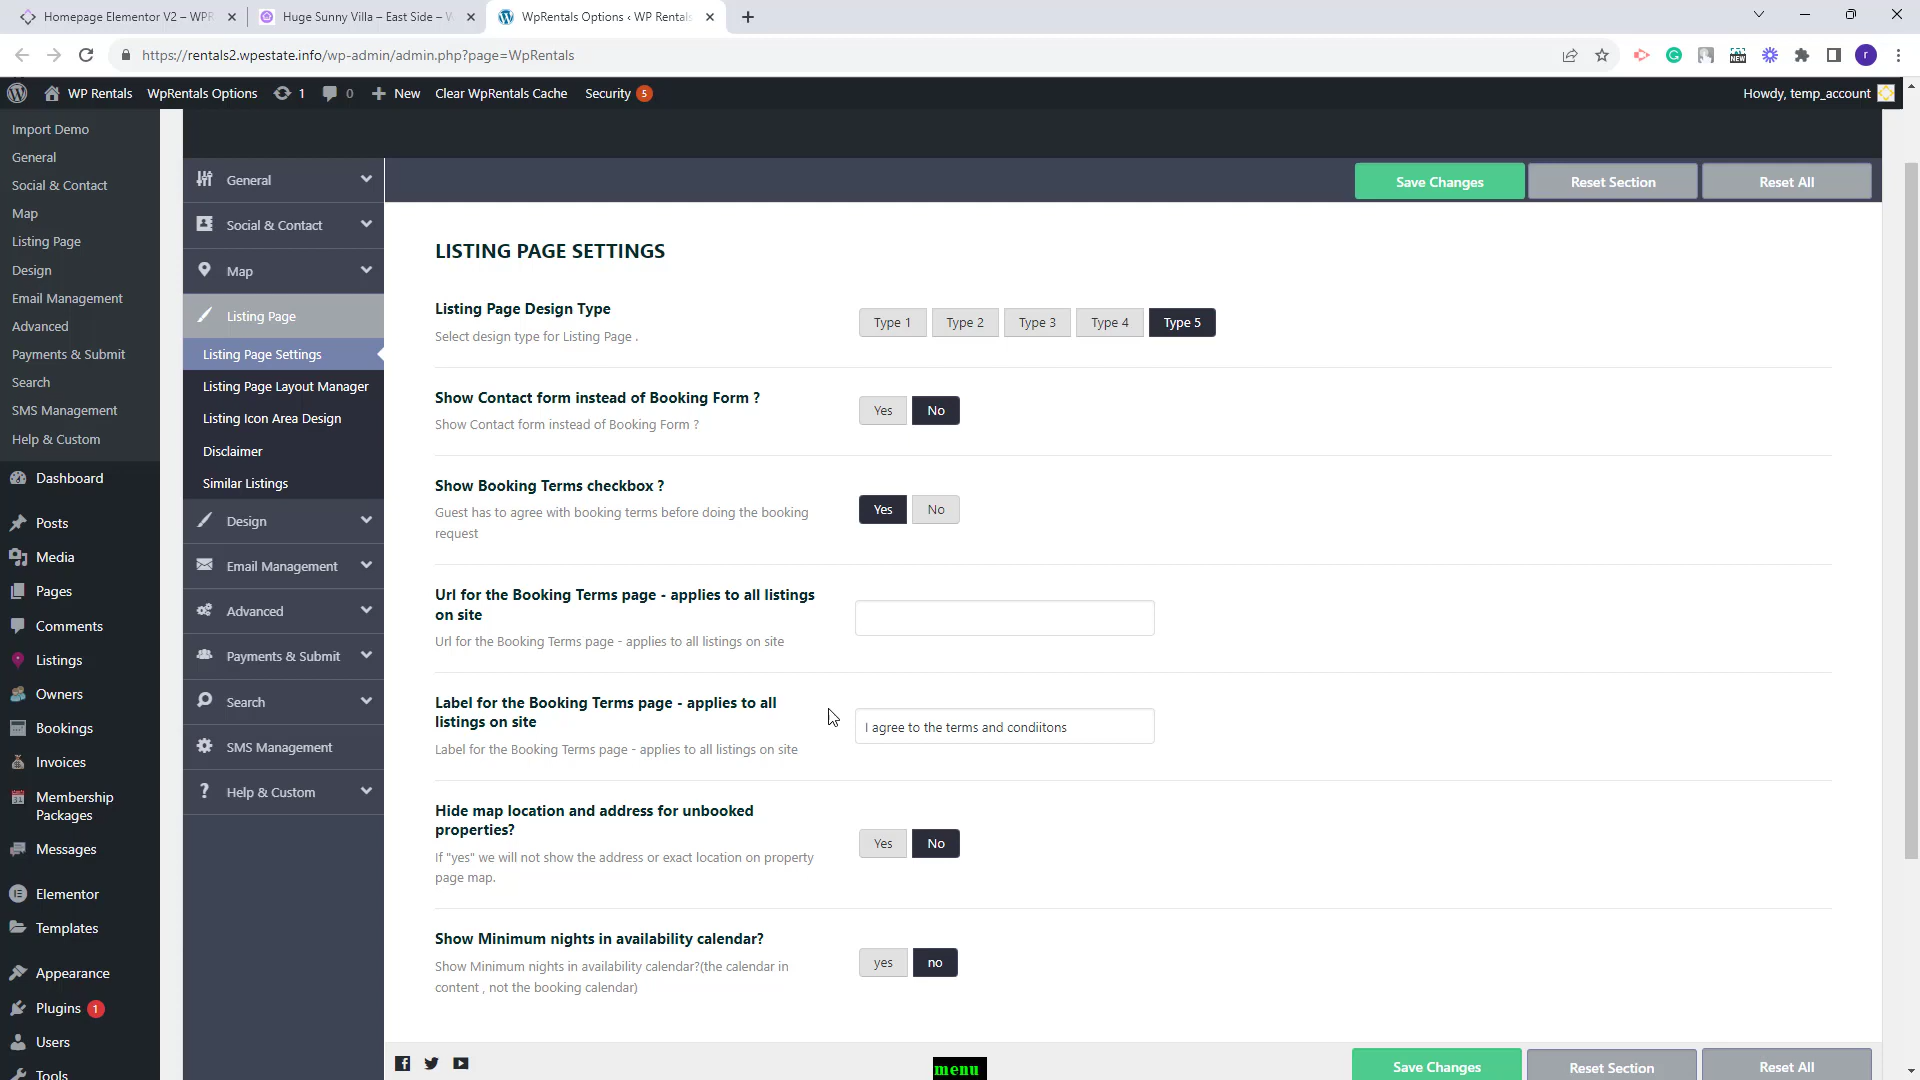 Homepage Elementor V2 – WPR
Huge Sunny Villa – East Side – W
WpRentals Options ‹ WP Rentals
https://rentals2.wpestate.info/wp-admin/admin.php?page=WpRentals
r
WP Rentals
WpRentals Options
1
0
New
Clear WpRentals Cache
Security 5
Howdy, temp_account
Import Demo
General
Social & Contact
Map
Listing Page
Design
Email Management
Advanced
Payments & Submit
Search
SMS Management
Help & Custom
Dashboard
Posts
Media
Pages
Comments
Listings
Owners
Bookings
Invoices
Membership
Packages
Messages
Elementor
Templates
Appearance
Plugins 1
Users
Tools
General
Social & Contact
Map
Listing Page
Listing Page Settings
Listing Page Layout Manager
Listing Icon Area Design
Disclaimer
Similar Listings
Design
Email Management
Advanced
Payments & Submit
Search
SMS Management
Help & Custom
Save Changes
Reset Section
Reset All
LISTING PAGE SETTINGS
Listing Page Design Type
Select design type for Listing Page .
Type 1
Type 2
Type 3
Type 4
Type 5
Show Contact form instead of Booking Form ?
Show Contact form instead of Booking Form ?
Yes
No
Show Booking Terms checkbox ?
Guest has to agree with booking terms before doing the booking
request
Yes
No
Url for the Booking Terms page - applies to all listings
on site
Url for the Booking Terms page - applies to all listings on site
Label for the Booking Terms page - applies to all
listings on site
Label for the Booking Terms page - applies to all listings on site
I agree to the terms and condiitons
Hide map location and address for unbooked
properties?
If "yes" we will not show the address or exact location on property
page map.
Yes
No
Show Minimum nights in availability calendar?
Show Minimum nights in availability calendar?(the calendar in
content , not the booking calendar)
yes
no
menu
Save Changes
Reset Section
Reset All